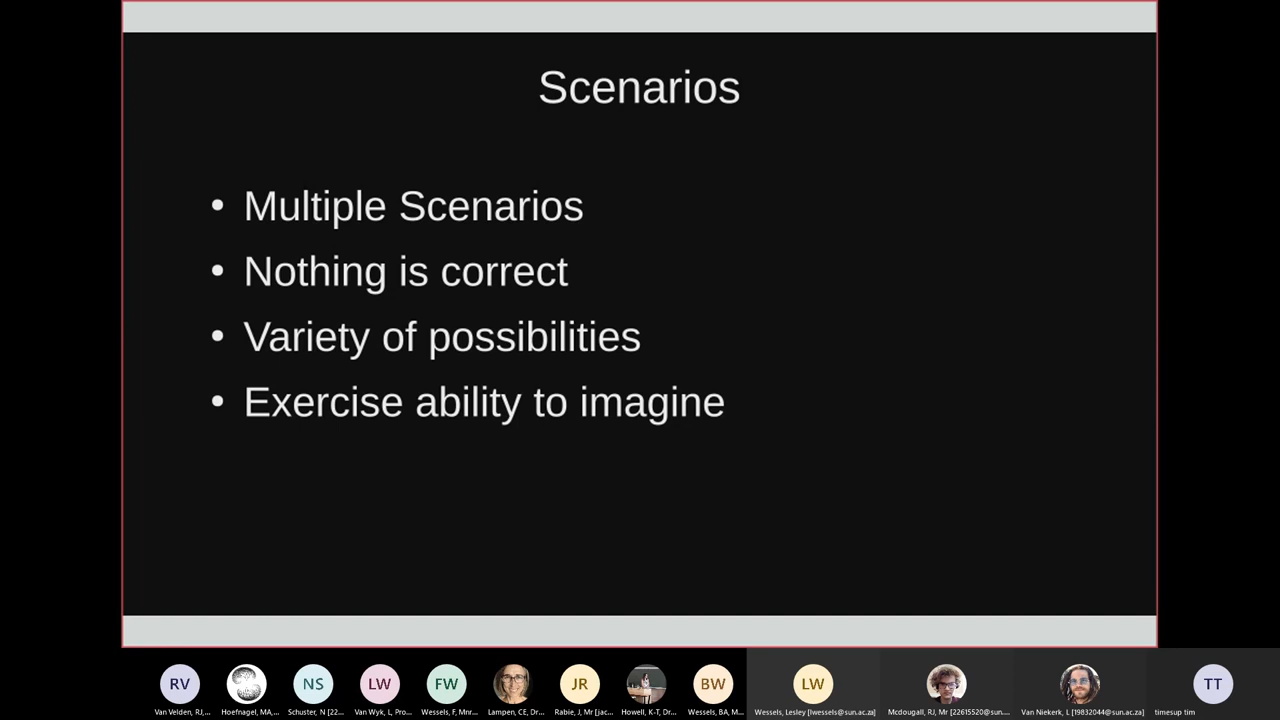 Scenarios
• Multiple Scenarios
• Nothing is correct
• Variety of possibilities
• Exercise ability to imagine
RV NS LW FW JR BW LW TT
Van Velden, RJ,... Hoefnagel, MA,... Schuster, N [22... Van Wyk, L, Pro... Wessels, F, Mnr... Lampen, CE, Dr... Rabie, J, Mr [jac... Howell, K-T, Dr... Wessels, BA, M... Wessels, Lesley [lwessels@sun.ac.za] Mcdougall, RJ, Mr [22615520@sun.... Van Niekerk, L [19832044@sun.ac.za] timesup tim